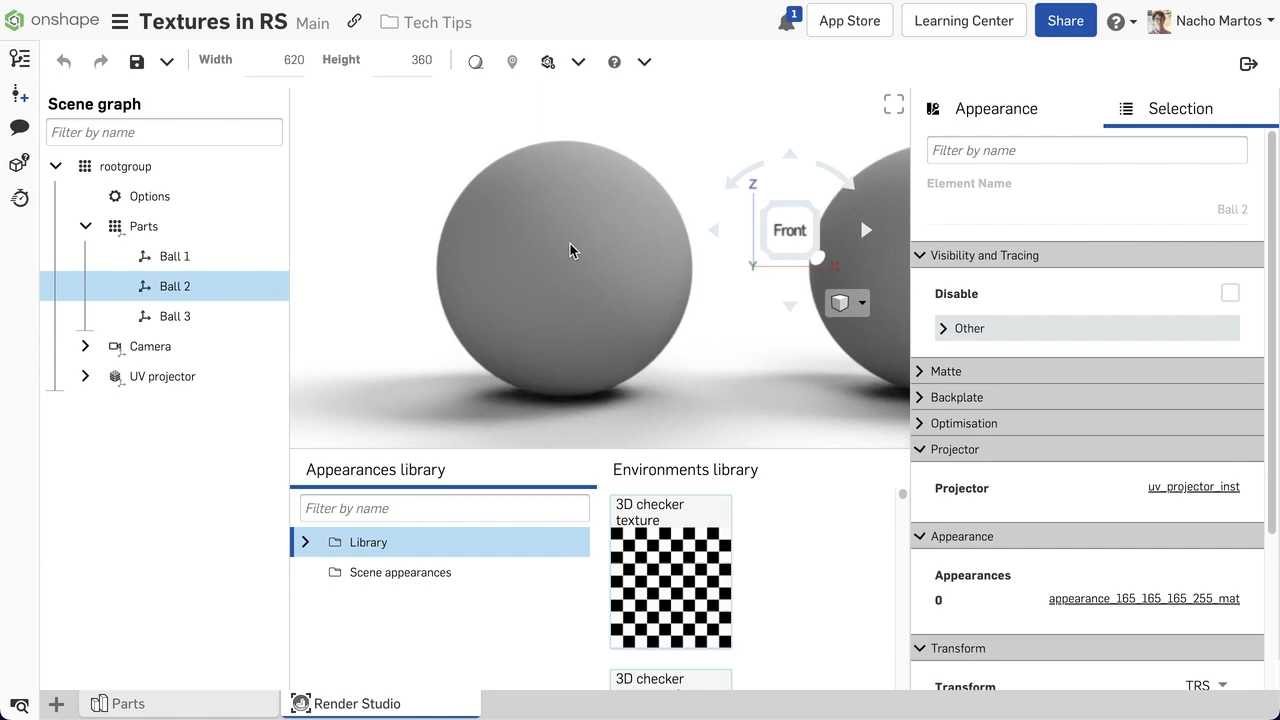 onshape
Textures in RS Main Tech Tips
1 App Store Learning Center Share Nacho Martos
Width 620 Height 360
Scene graph
Filter by name
rootgroup
Options
Parts
Ball 1
Ball 2
Ball 3
Camera
UV projector
Z
Front
Y X
Appearance Selection
Filter by name
Element Name
Ball 2
Visibility and Tracing
Disable
Other
Matte
Backplate
Optimisation
Projector
Projector uv_projector_inst
Appearance
Appearances
0 appearance_165_165_165_255_mat
Transform
Transform TRS
Appearances library
Filter by name
Library
Scene appearances
Environments library
3D checker
texture
3D checker
Parts Render Studio